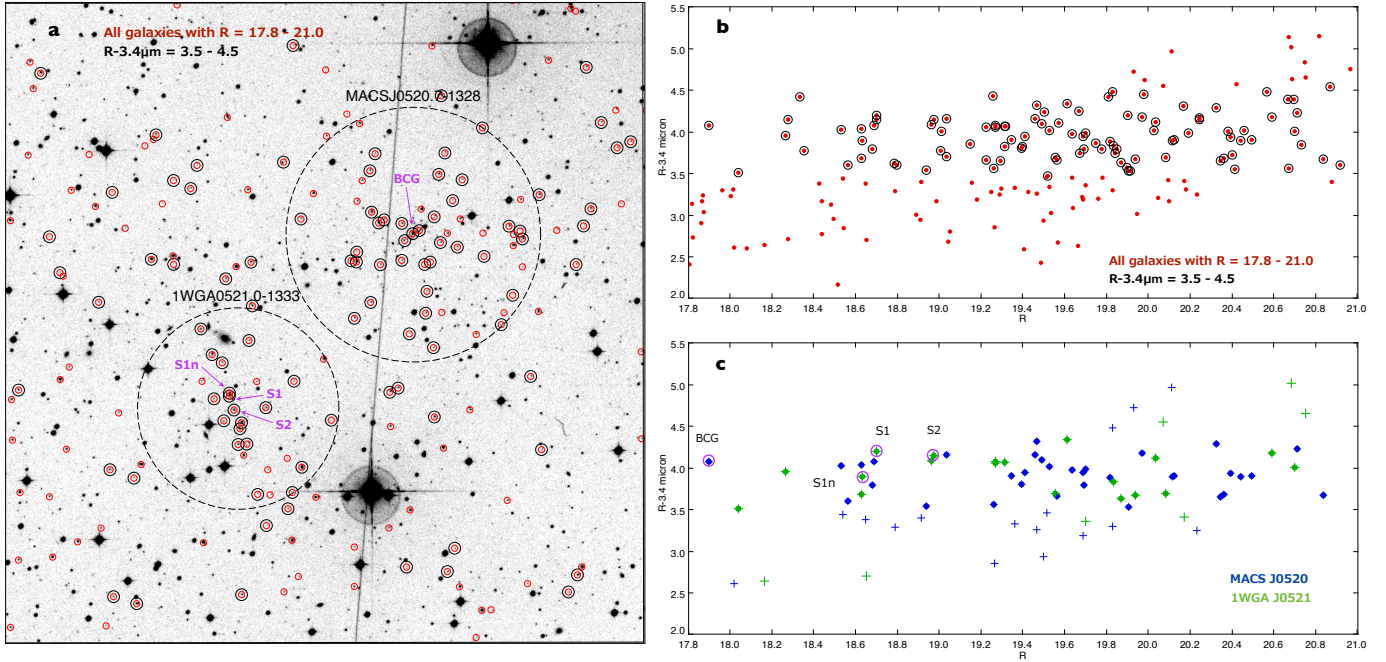 a
All galaxies with R = 17.8 - 21.0
R-3.4µm = 3.5 - 4.5
MACSJ0520.7-1328
BCG
1WGA0521.0-1333
S1n
S1
S2
b
5.5
5.0
4.5
4.0
3.5
3.0
2.5
2.0
R-3.4 micron
All galaxies with R = 17.8 - 21.0
R-3.4µm = 3.5 - 4.5
17.8 18.0 18.2 18.4 18.6 18.8 19.0 19.2 19.4 19.6 19.8 20.0 20.2 20.4 20.6 20.8 21.0
R
c
5.5
5.0
4.5
4.0
3.5
3.0
2.5
2.0
R-3.4 micron
BCG
S1
S2
S1n
MACS J0520
1WGA J0521
17.8 18.0 18.2 18.4 18.6 18.8 19.0 19.2 19.4 19.6 19.8 20.0 20.2 20.4 20.6 20.8 21.0
R